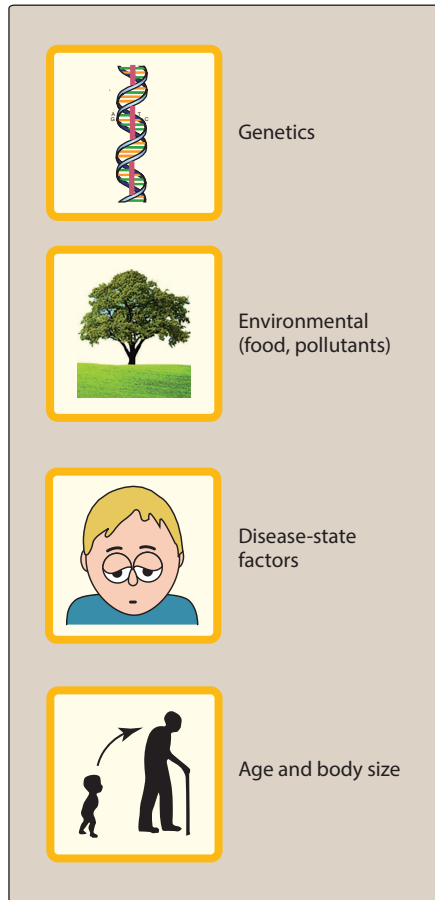 Genetics
Environmental
(food, pollutants)
Disease-state
factors
Age and body size